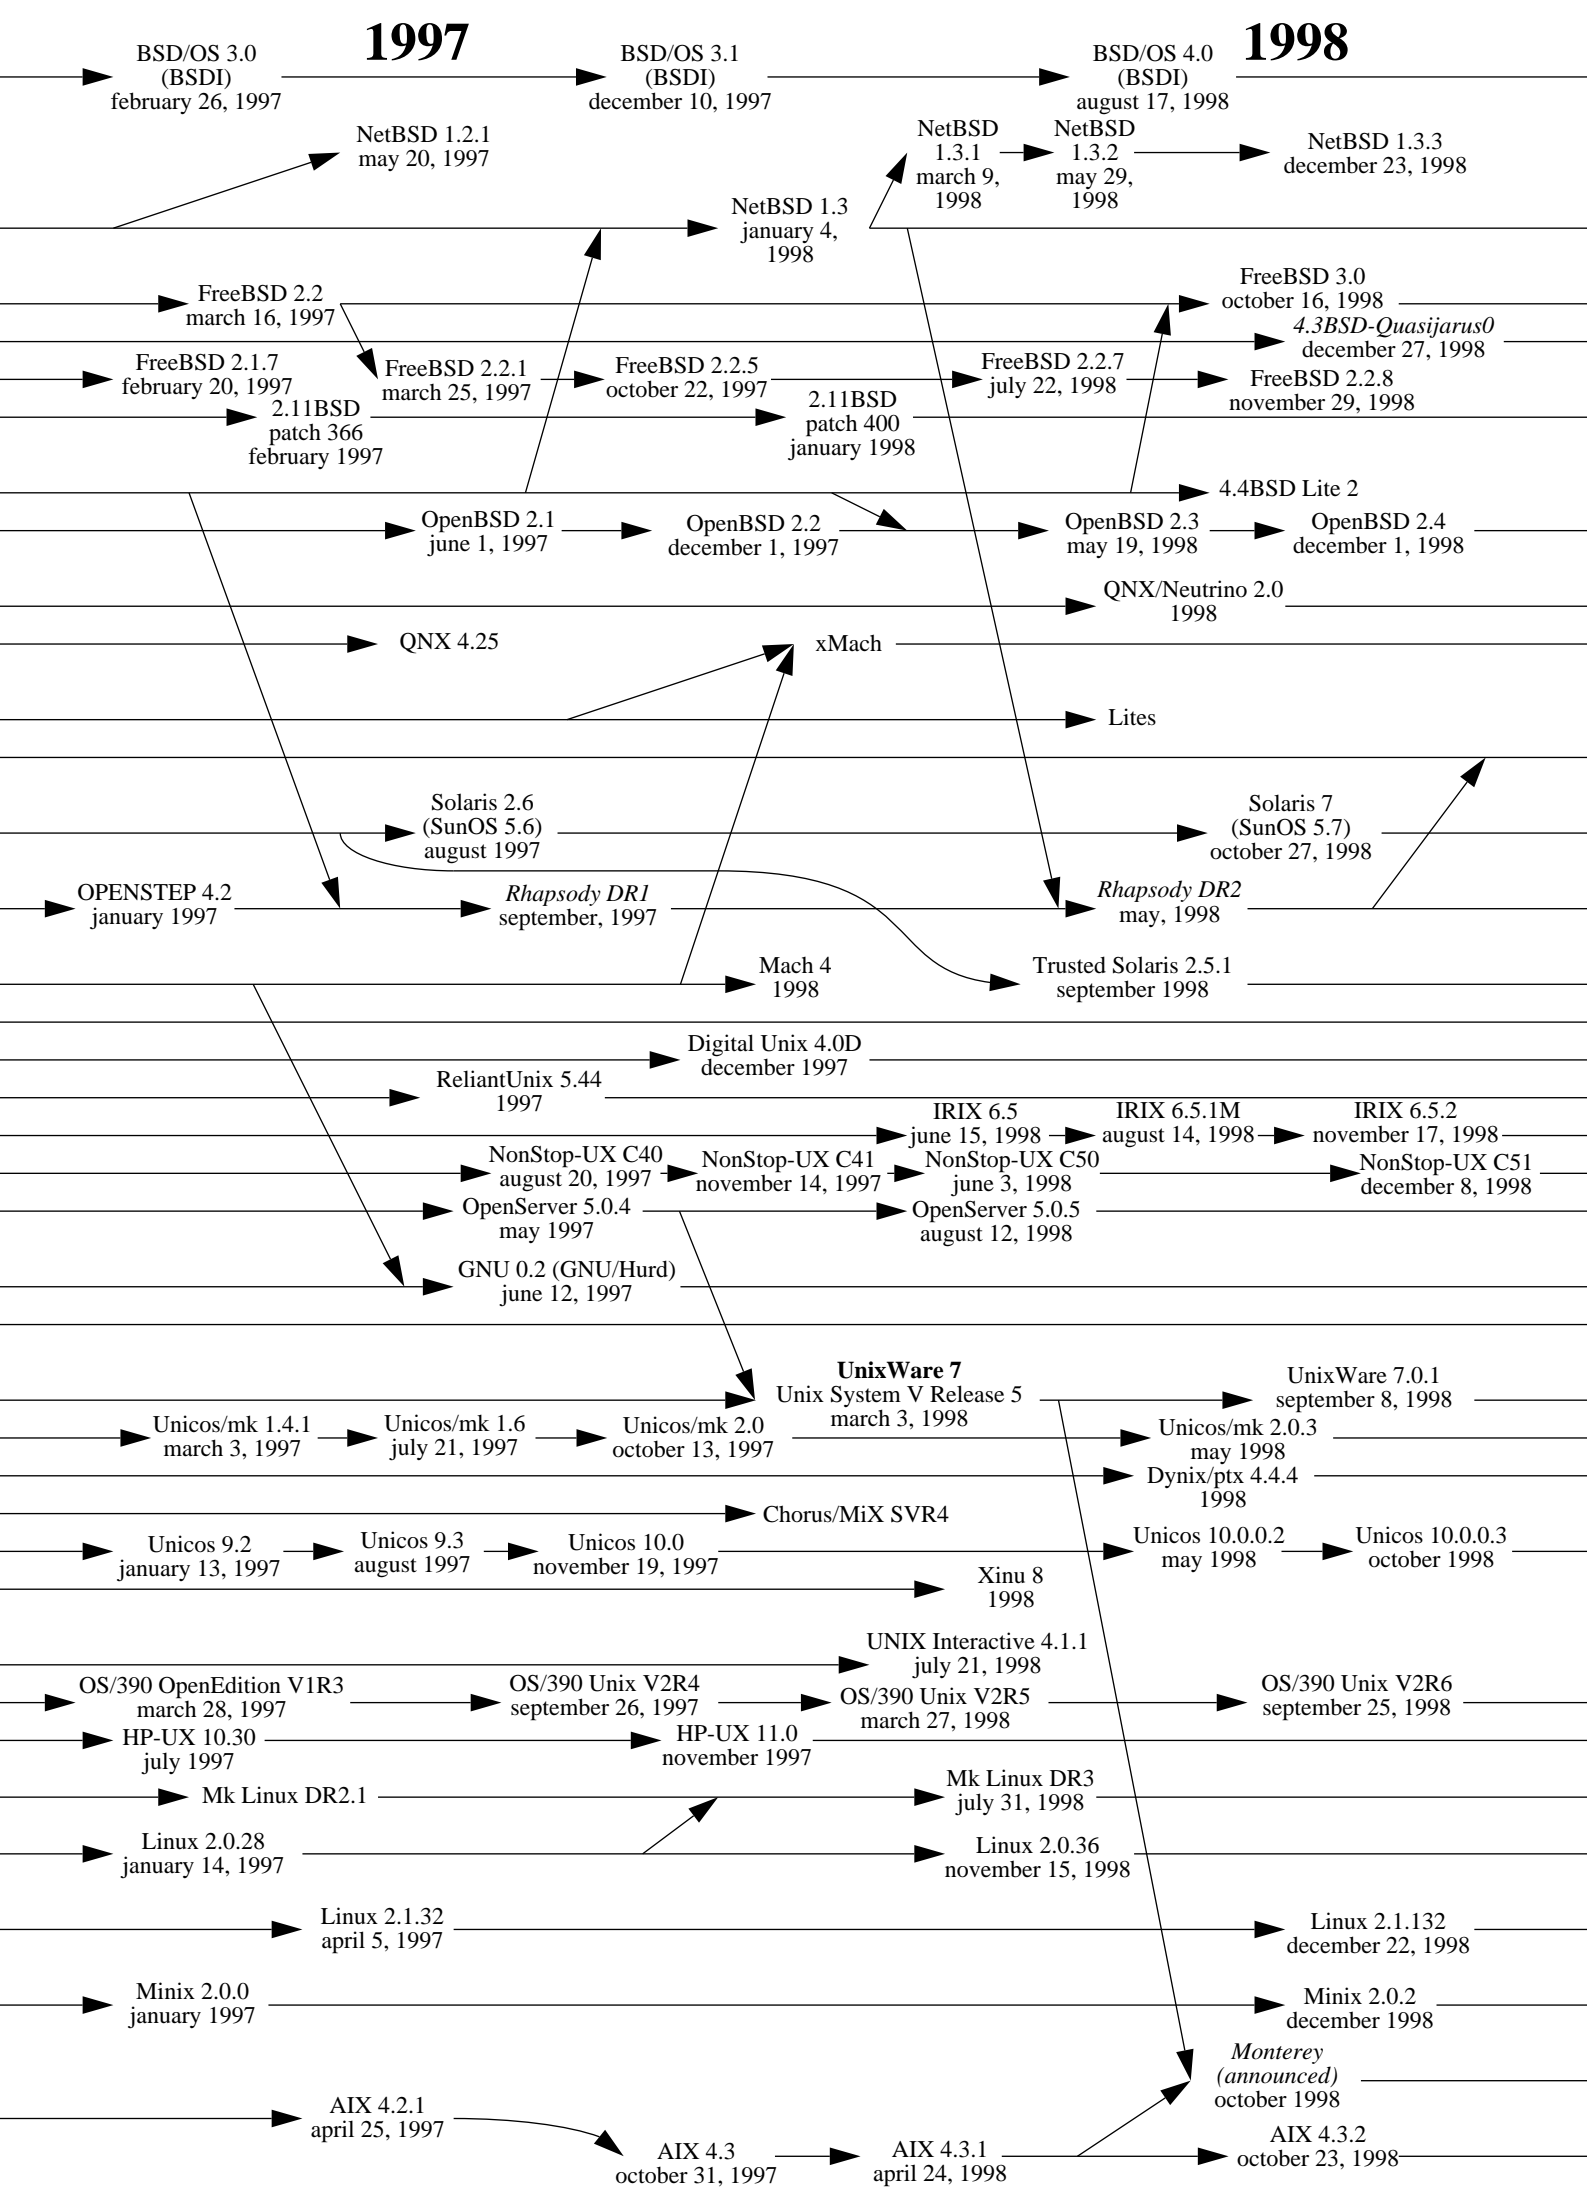 1997
1998
BSD/OS 3.0
(BSDI)
february 26, 1997
BSD/OS 3.1
(BSDI)
december 10, 1997
BSD/OS 4.0
(BSDI)
august 17, 1998
NetBSD 1.2.1
may 20, 1997
NetBSD
1.3.1
march 9,
1998
NetBSD
1.3.2
may 29,
1998
NetBSD 1.3.3
december 23, 1998
NetBSD 1.3
january 4,
1998
FreeBSD 2.2
march 16, 1997
FreeBSD 3.0
october 16, 1998
4.3BSD-Quasijarus0
december 27, 1998
FreeBSD 2.1.7
february 20, 1997
FreeBSD 2.2.1
march 25, 1997
FreeBSD 2.2.5
october 22, 1997
FreeBSD 2.2.7
july 22, 1998
FreeBSD 2.2.8
november 29, 1998
2.11BSD
patch 366
february 1997
2.11BSD
patch 400
january 1998
4.4BSD Lite 2
OpenBSD 2.1
june 1, 1997
OpenBSD 2.2
december 1, 1997
OpenBSD 2.3
may 19, 1998
OpenBSD 2.4
december 1, 1998
QNX/Neutrino 2.0
1998
QNX 4.25
xMach
Lites
Solaris 2.6
(SunOS 5.6)
august 1997
Solaris 7
(SunOS 5.7)
october 27, 1998
OPENSTEP 4.2
january 1997
Rhapsody DR1
september, 1997
Rhapsody DR2
may, 1998
Mach 4
1998
Trusted Solaris 2.5.1
september 1998
Digital Unix 4.0D
december 1997
ReliantUnix 5.44
1997
IRIX 6.5
june 15, 1998
IRIX 6.5.1M
august 14, 1998
IRIX 6.5.2
november 17, 1998
NonStop-UX C40
august 20, 1997
NonStop-UX C41
november 14, 1997
NonStop-UX C50
june 3, 1998
NonStop-UX C51
december 8, 1998
OpenServer 5.0.4
may 1997
OpenServer 5.0.5
august 12, 1998
GNU 0.2 (GNU/Hurd)
june 12, 1997
UnixWare 7
Unix System V Release 5
march 3, 1998
UnixWare 7.0.1
september 8, 1998
Unicos/mk 1.4.1
march 3, 1997
Unicos/mk 1.6
july 21, 1997
Unicos/mk 2.0
october 13, 1997
Unicos/mk 2.0.3
may 1998
Dynix/ptx 4.4.4
1998
Chorus/MiX SVR4
Unicos 9.2
january 13, 1997
Unicos 9.3
august 1997
Unicos 10.0
november 19, 1997
Unicos 10.0.0.2
may 1998
Unicos 10.0.0.3
october 1998
Xinu 8
1998
UNIX Interactive 4.1.1
july 21, 1998
OS/390 OpenEdition V1R3
march 28, 1997
OS/390 Unix V2R4
september 26, 1997
OS/390 Unix V2R5
march 27, 1998
OS/390 Unix V2R6
september 25, 1998
HP-UX 10.30
july 1997
HP-UX 11.0
november 1997
Mk Linux DR2.1
Mk Linux DR3
july 31, 1998
Linux 2.0.28
january 14, 1997
Linux 2.0.36
november 15, 1998
Linux 2.1.32
april 5, 1997
Linux 2.1.132
december 22, 1998
Minix 2.0.0
january 1997
Minix 2.0.2
december 1998
Monterey
(announced)
october 1998
AIX 4.2.1
april 25, 1997
AIX 4.3
october 31, 1997
AIX 4.3.1
april 24, 1998
AIX 4.3.2
october 23, 1998